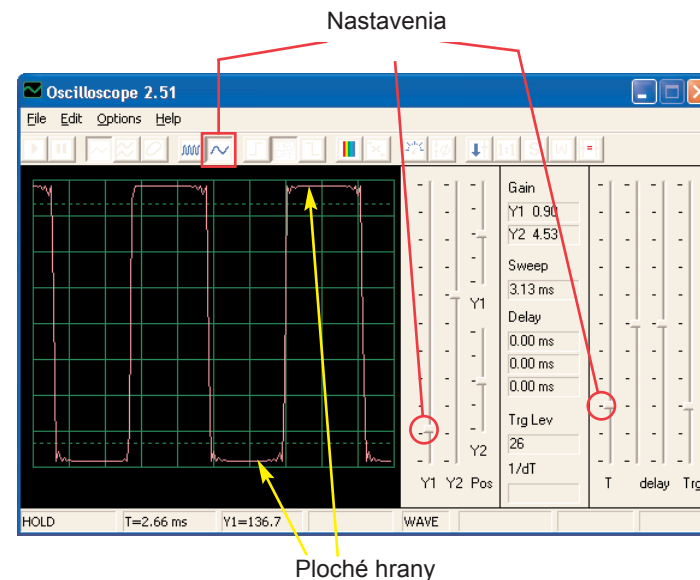 Nastavenia
Oscilloscope 2.51
File Edit Options Help
Gain
Y1 0.90
Y2 4.53
Sweep
3.13 ms
Y1
Delay
0.00 ms
0.00 ms
0.00 ms
Trg Lev
26
Y2
1/dT
Y1 Y2 Pos
T delay Trg
HOLD T=2.66 ms Y1=136.7 WAVE
Ploché hrany